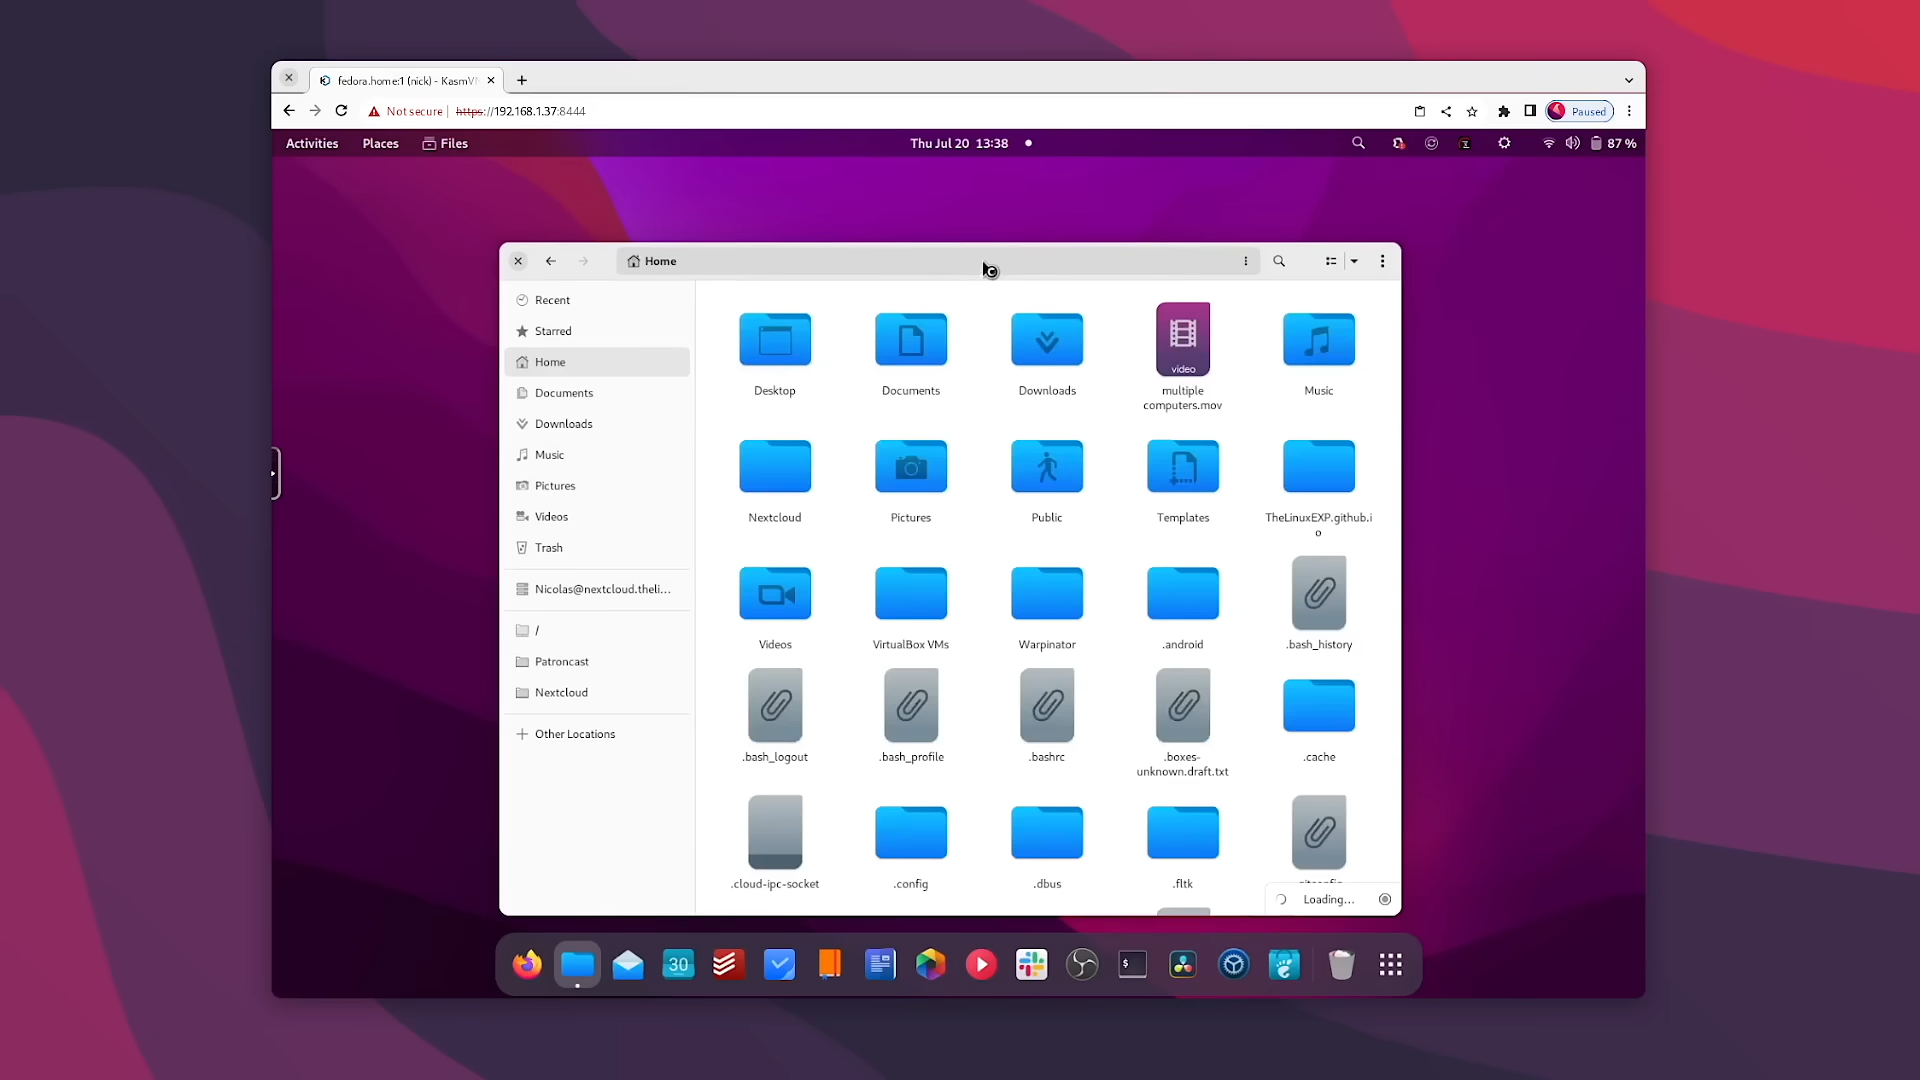 fedora.home:1 (nick) - KasmVN
Not secure https://192.168.1.37:8444 Paused
Activities Places Files Thu Jul 20 13:38 87 %
Home
Recent
Starred
Home
Documents
Downloads
Music
Pictures
Videos
Trash
Nicolas@nextcloud.theli...
/
Patroncast
Nextcloud
Other Locations
video
Desktop Documents Downloads multiple computers.mov Music
Nextcloud Pictures Public Templates TheLinuxEXP.github.io
Videos VirtualBox VMs Warpinator .android .bash_history
.bash_logout .bash_profile .bashrc .boxes-unknown.draft.txt .cache
.cloud-ipc-socket .config .dbus .fltk
Loading...
30
$